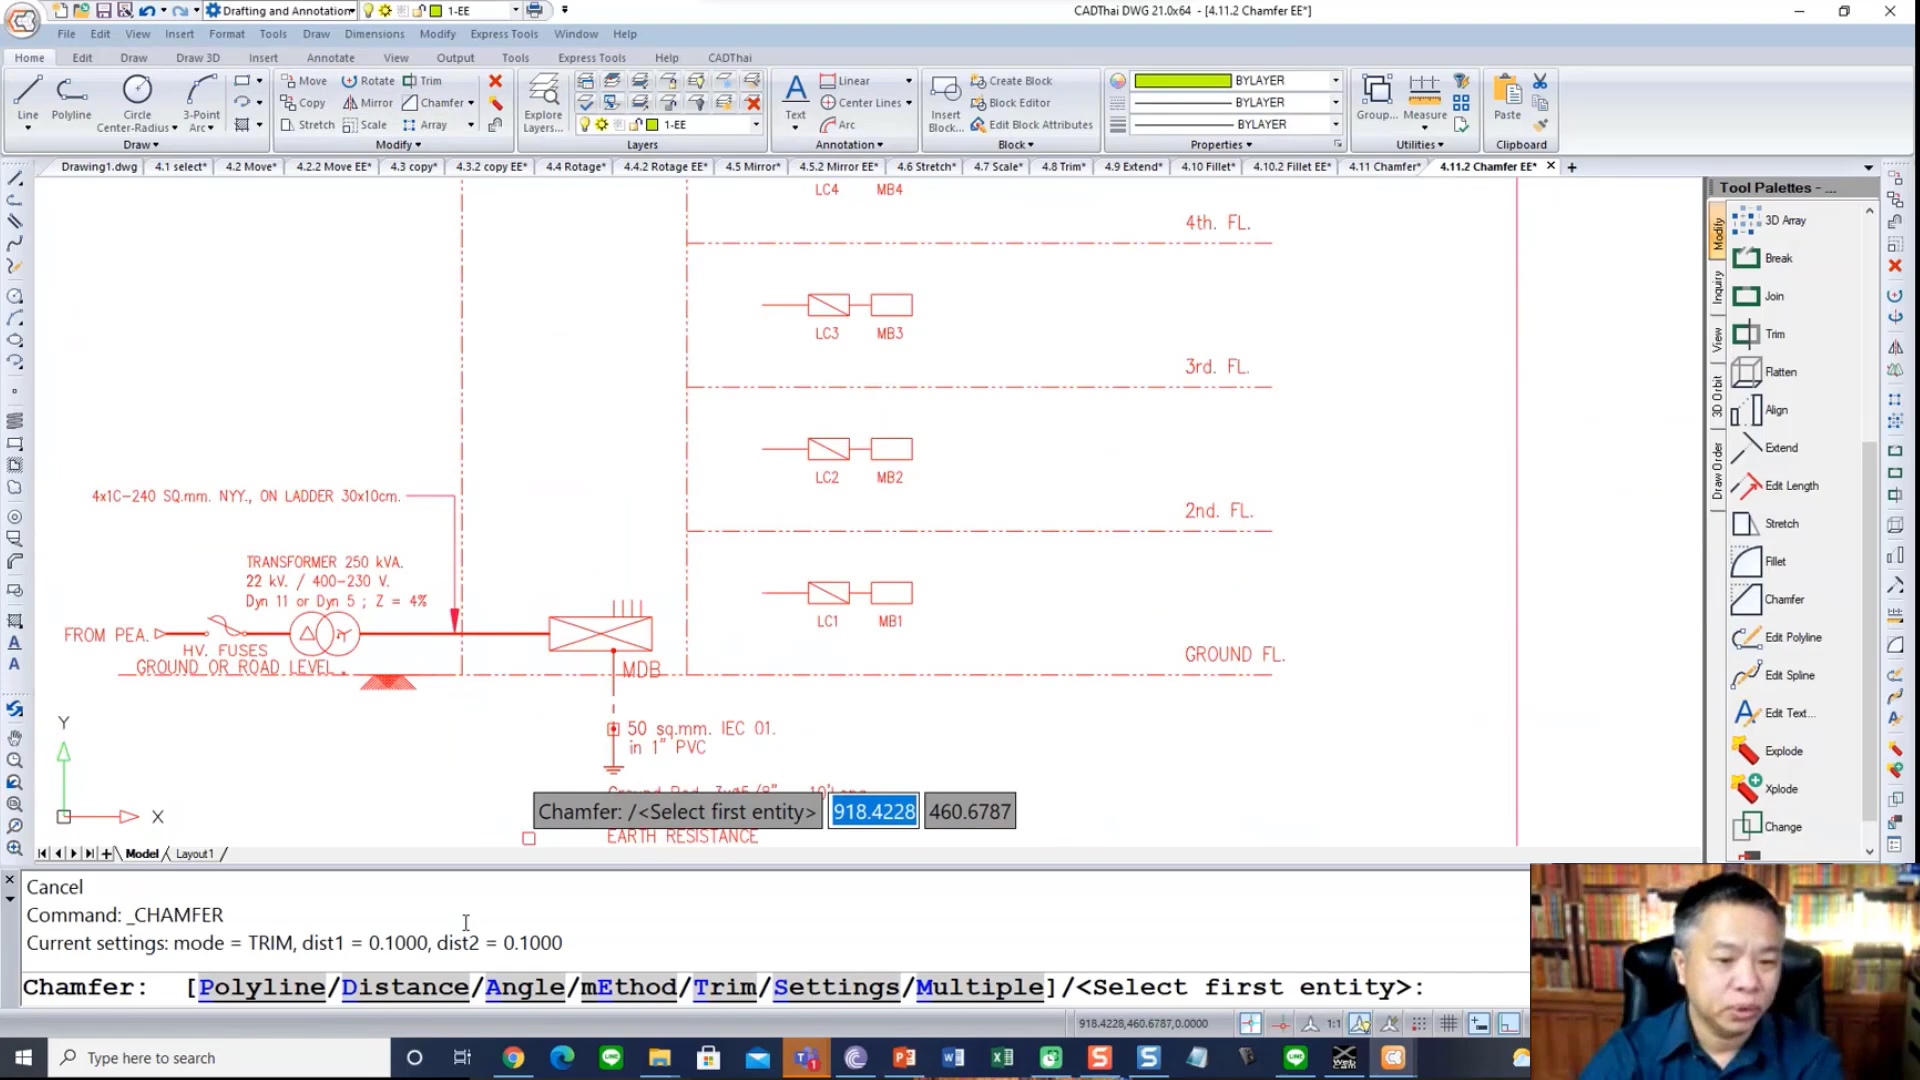 Drafting and Annotation
1-EE
CADThai DWG 21.0x64 - [4.11.2 Chamfer EE*]
File Edit View Insert Format Tools Draw Dimensions Modify Express Tools Window Help
Home Edit Draw Draw 3D Insert Annotate View Output Tools Express Tools Help CADThai
Line
Polyline
Circle
Center-Radius
3-Point
Arc
Draw
Move Rotate Trim
Copy Mirror Chamfer
Stretch Scale Array
Modify
Explore
Layers...
1-EE
Layers
Text
Linear
Center Lines
Arc
Annotation
Insert
Block...
Create Block
Block Editor
Edit Block Attributes
Block
BYLAYER
BYLAYER
BYLAYER
Properties
Group...
Measure
Utilities
Paste
Clipboard
Drawing1.dwg 4.1 select* 4.2 Move* 4.2.2 Move EE* 4.3 copy* 4.3.2 copy EE* 4.4 Rotage* 4.4.2 Rotage EE* 4.5 Mirror* 4.5.2 Mirror EE* 4.6 Stretch* 4.7 Scale* 4.8 Trim* 4.9 Extend* 4.10 Fillet* 4.10.2 Fillet EE* 4.11 Chamfer* 4.11.2 Chamfer EE*
LC4 MB4
4th. FL.
LC3 MB3
3rd. FL.
LC2 MB2
2nd. FL.
LC1 MB1
GROUND FL.
4x1C-240 SQ.mm. NYY., ON LADDER 30x10cm.
TRANSFORMER 250 kVA.
22 kV. / 400-230 V.
Dyn 11 or Dyn 5 ; Z = 4%
FROM PEA.
HV. FUSES
GROUND OR ROAD LEVEL .
MDB
50 sq.mm. IEC 01.
in 1" PVC
EARTH RESISTANCE
Chamfer: /<Select first entity> 918.4228 460.6787
Y
X
Model Layout1
Tool Palettes - ...
Modify
Inquiry
View
3D Orbit
Draw Order
3D Array
Break
Join
Trim
Flatten
Align
Extend
Edit Length
Stretch
Fillet
Chamfer
Edit Polyline
Edit Spline
Edit Text...
Explode
Xplode
Change
Cancel
Command: _CHAMFER
Current settings: mode = TRIM, dist1 = 0.1000, dist2 = 0.1000
Chamfer: [Polyline/Distance/Angle/mEthod/Trim/Settings/Multiple]/<Select first entity>:
918.4228,460.6787,0.0000
1:1
Type here to search